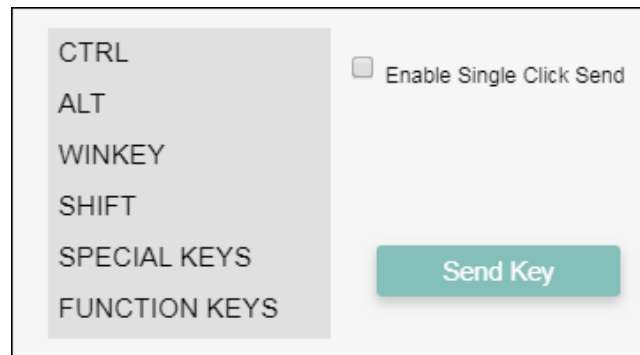 CTRL
Enable Single Click Send
ALT
WINKEY
SHIFT
SPECIAL KEYS
Send Key
FUNCTION KEYS